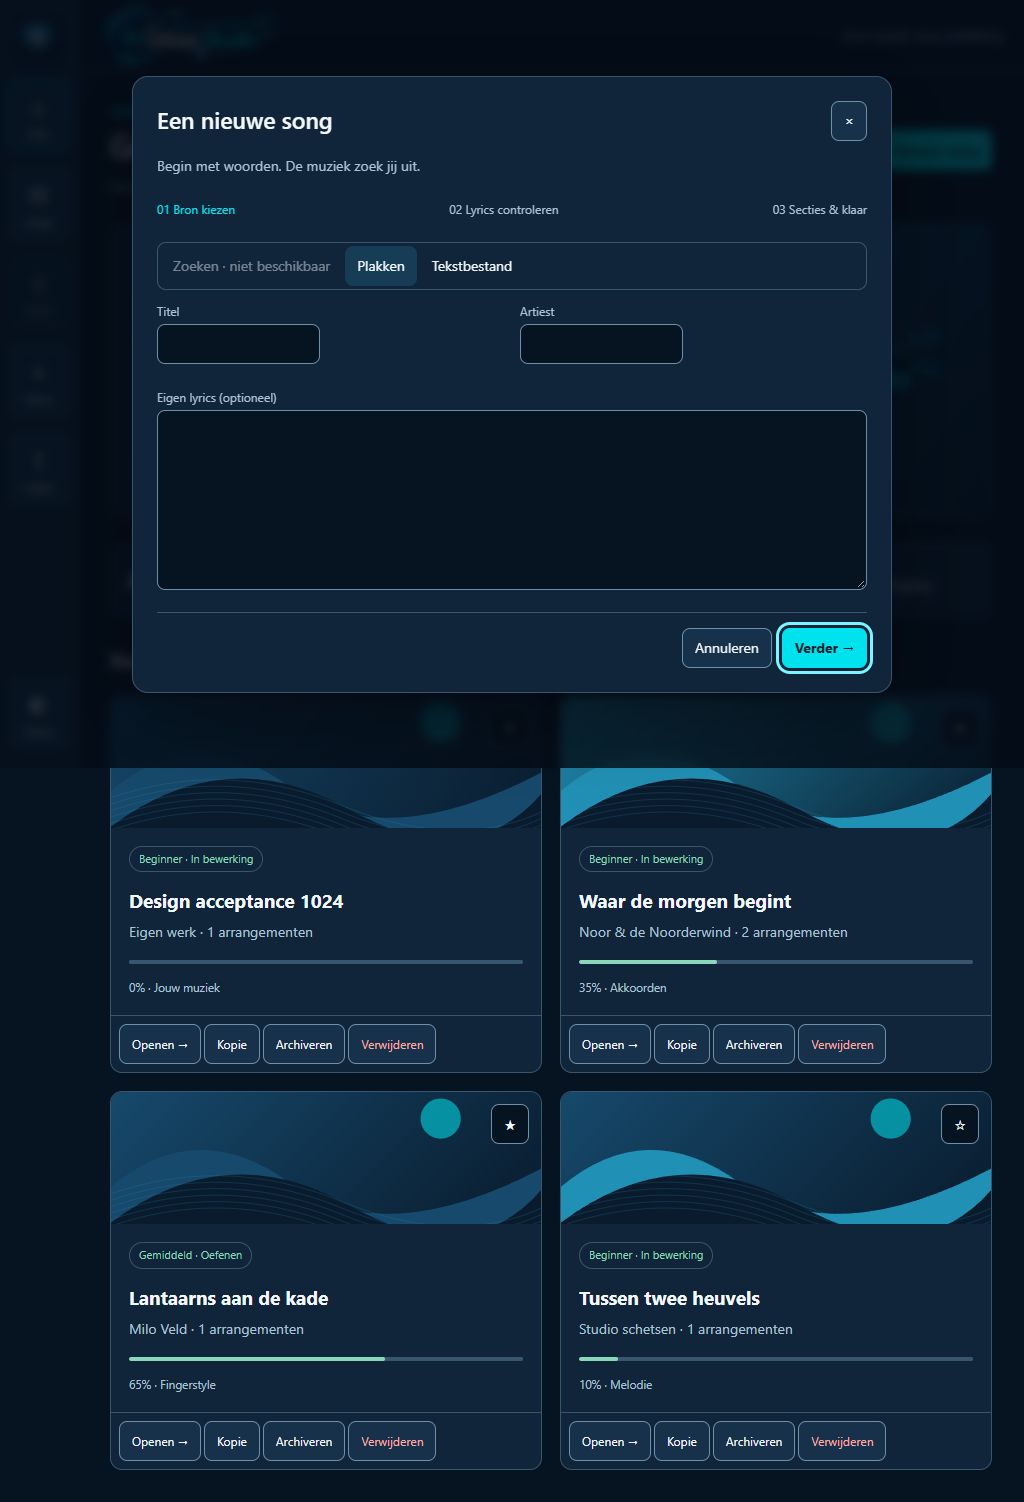 Een nieuwe song
×
Begin met woorden. De muziek zoek jij uit.
01 Bron kiezen
02 Lyrics controleren
03 Secties & klaar
Zoeken · niet beschikbaar
Plakken
Tekstbestand
Titel
Artiest
Eigen lyrics (optioneel)
Annuleren
Verder →
Beginner · In bewerking
Design acceptance 1024
Eigen werk · 1 arrangementen
0% · Jouw muziek
Openen →
Kopie
Archiveren
Verwijderen
Beginner · In bewerking
Waar de morgen begint
Noor & de Noorderwind · 2 arrangementen
35% · Akkoorden
Openen →
Kopie
Archiveren
Verwijderen
★
Gemiddeld · Oefenen
Lantaarns aan de kade
Milo Veld · 1 arrangementen
65% · Fingerstyle
Openen →
Kopie
Archiveren
Verwijderen
☆
Beginner · In bewerking
Tussen twee heuvels
Studio schetsen · 1 arrangementen
10% · Melodie
Openen →
Kopie
Archiveren
Verwijderen